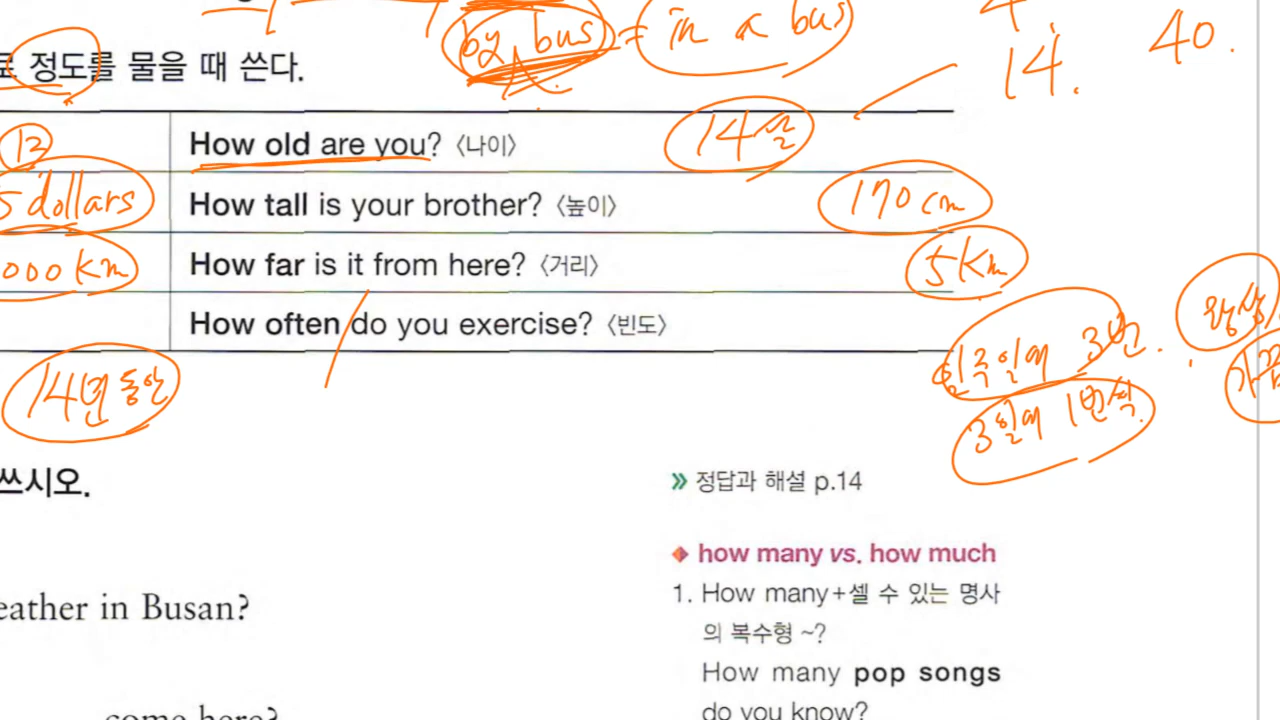 by bus = in a bus
14. 40.
로 정도를 물을 때 쓴다.
12 How old are you? 〈나이〉 14살
5 dollars How tall is your brother? 〈높이〉 170 cm
000 km How far is it from here? 〈거리〉 5 km
How often do you exercise? 〈빈도〉
일주일에 3번.
14년 동안 3일에 1번씩
쓰시오.
» 정답과 해설 p.14
how many vs. how much
1. How many+셀 수 있는 명사
의 복수형 ~?
eather in Busan?
How many pop songs
do you know?
come here?